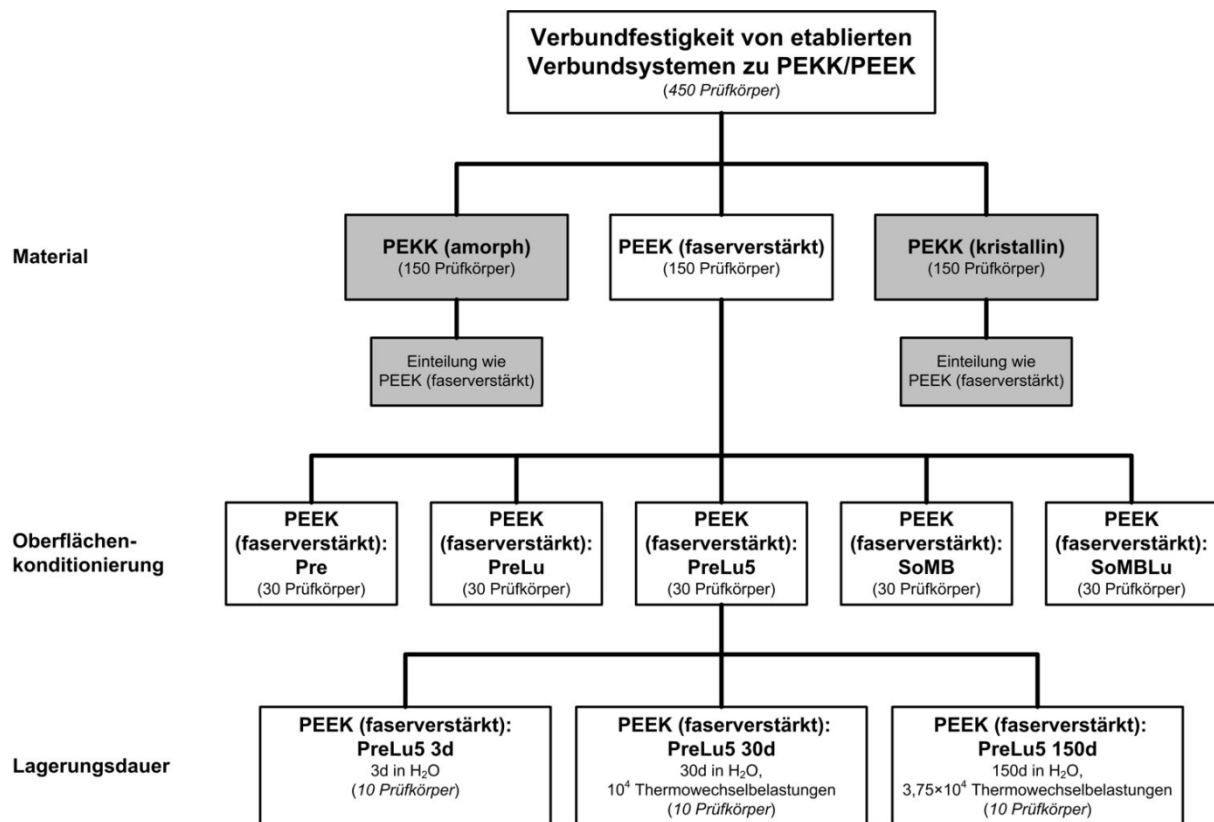 Verbundfestigkeit von etablierten
Verbundsystemen zu PEKK/PEEK
(450 Prüfkörper)
Material
PEKK (amorph)
(150 Prüfkörper)
PEEK (faserverstärkt)
(150 Prüfkörper)
PEKK (kristallin)
(150 Prüfkörper)
Einteilung wie
PEEK (faserverstärkt)
Einteilung wie
PEEK (faserverstärkt)
Oberflächen-
konditionierung
PEEK
(faserverstärkt):
Pre
(30 Prüfkörper)
PEEK
(faserverstärkt):
PreLu
(30 Prüfkörper)
PEEK
(faserverstärkt):
PreLu5
(30 Prüfkörper)
PEEK
(faserverstärkt):
SoMB
(30 Prüfkörper)
PEEK
(faserverstärkt):
SoMBLu
(30 Prüfkörper)
Lagerungsdauer
PEEK (faserverstärkt):
PreLu5 3d
3d in H₂O
(10 Prüfkörper)
PEEK (faserverstärkt):
PreLu5 30d
30d in H₂O,
10⁴ Thermowechselbelastungen
(10 Prüfkörper)
PEEK (faserverstärkt):
PreLu5 150d
150d in H₂O,
3,75×10⁴ Thermowechselbelastungen
(10 Prüfkörper)